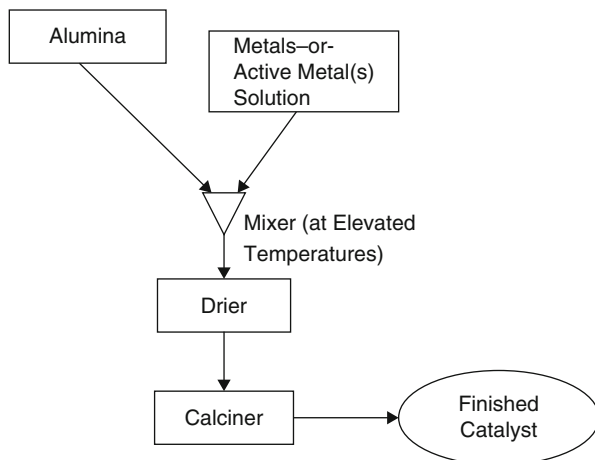 Alumina
Metals–or-
Active Metal(s)
Solution
Mixer (at Elevated
Temperatures)
Drier
Calciner
Finished
Catalyst